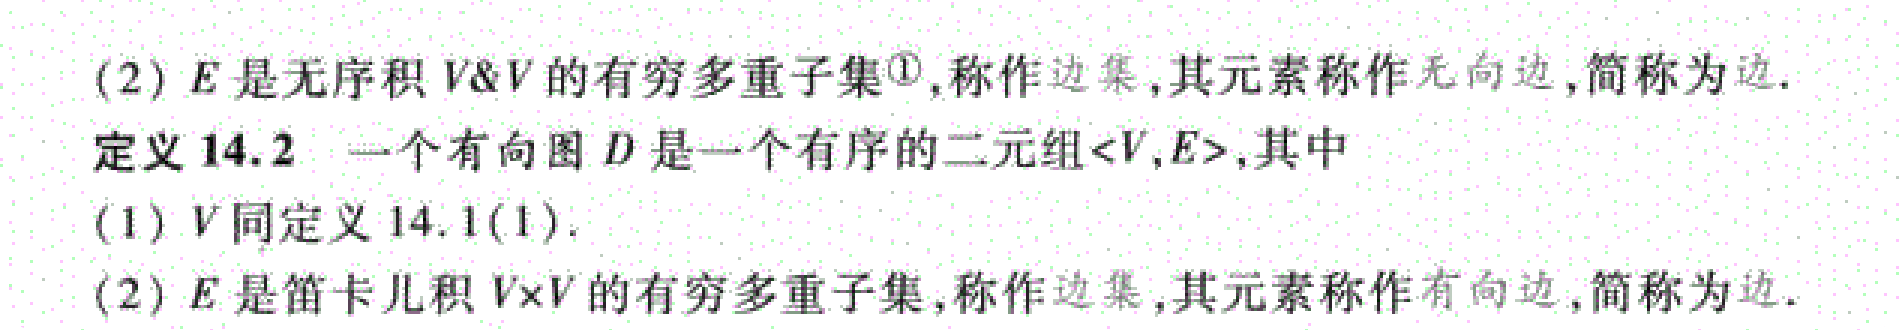 (2) E 是无序积 V&V 的有穷多重子集①,称作边集,其元素称作无向边,简称为边.
定义 14.2 一个有向图 D 是一个有序的二元组<V,E>,其中
(1) V 同定义 14.1(1).
(2) E 是笛卡儿积 V×V 的有穷多重子集,称作边集,其元素称作有向边,简称为边.